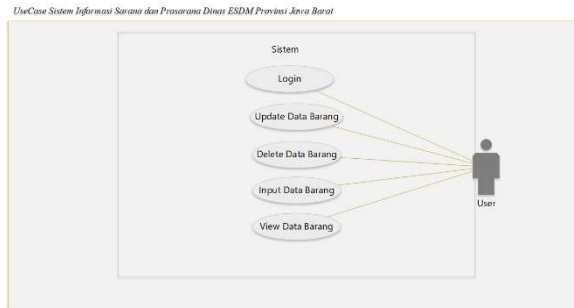 UseCase Sistem Informasi Sarana dan Prasarana Dinas ESDM Provinsi Jawa Barat
Sistem
Login
Update Data Barang
Delete Data Barang
Input Data Barang
View Data Barang
User